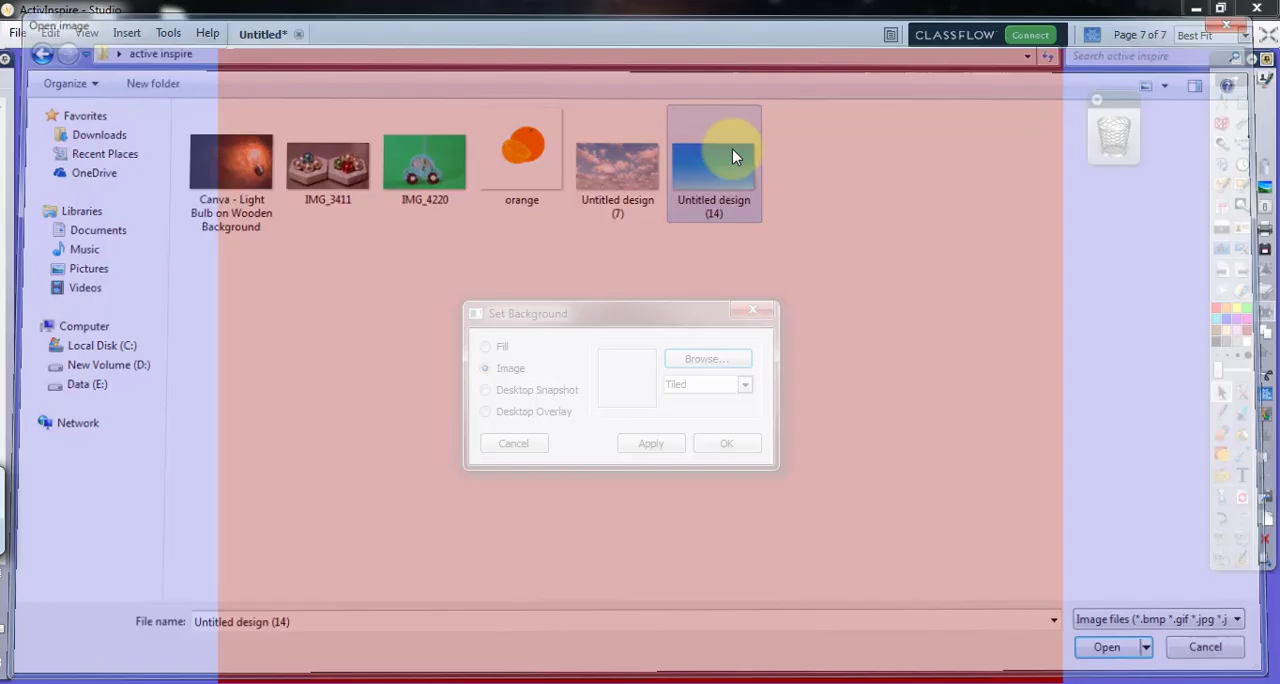 ActivInspire - Studio
Open image
File Edit View Insert Tools Help Untitled* CLASSFLOW Connect Page 7 of 7 Best Fit
active inspire Search active inspire
Organize New folder
Favorites
Downloads
Recent Places
OneDrive
Libraries
Documents
Music
Pictures
Videos
Computer
Local Disk (C:)
New Volume (D:)
Data (E:)
Network
Canva - Light
Bulb on Wooden
Background
IMG_3411
IMG_4220
orange
Untitled design
(7)
Untitled design
(14)
Set Background
Fill
Image
Browse...
Tiled
Desktop Snapshot
Desktop Overlay
Cancel Apply OK
File name: Untitled design (14) Image files (*.bmp *.gif *.jpg *.j
Open Cancel